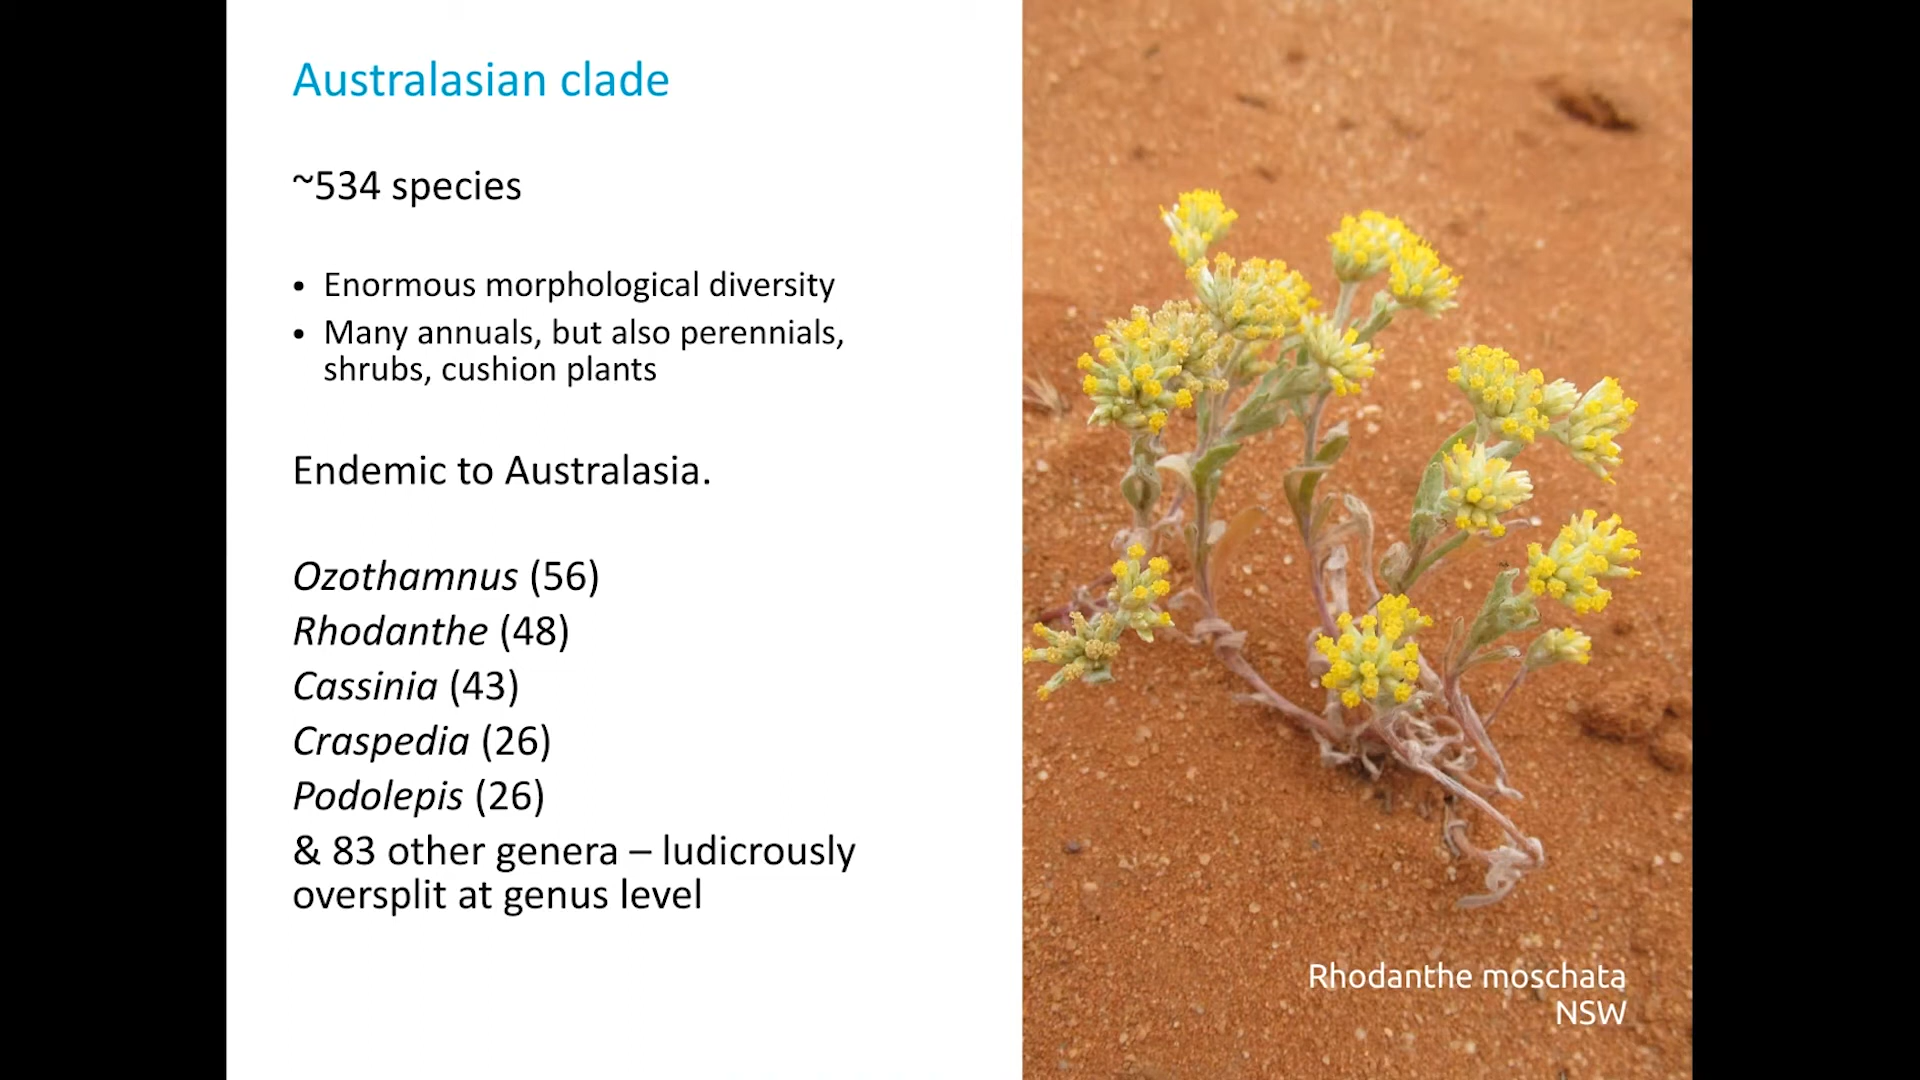 Australasian clade
~534 species
• Enormous morphological diversity
• Many annuals, but also perennials,
shrubs, cushion plants
Endemic to Australasia.
Ozothamnus (56)
Rhodanthe (48)
Cassinia (43)
Craspedia (26)
Podolepis (26)
& 83 other genera – ludicrously
oversplit at genus level
Rhodanthe moschata
NSW